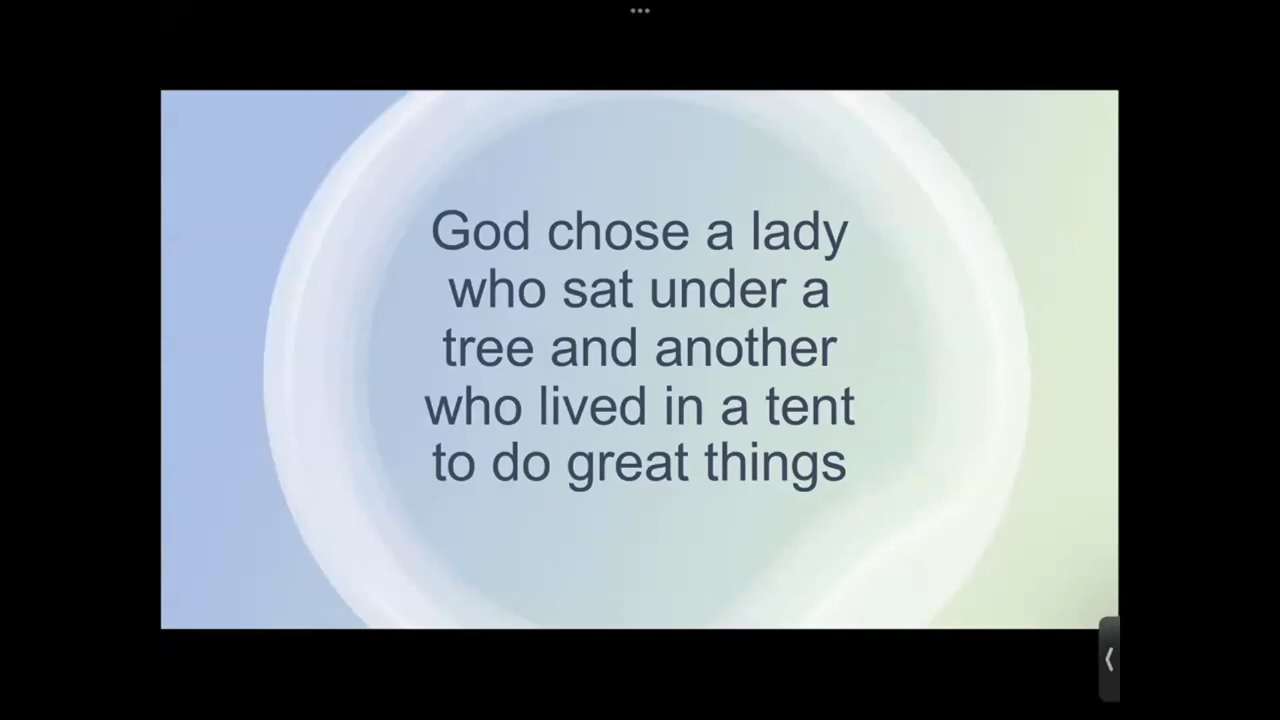 God chose a lady
who sat under a
tree and another
who lived in a tent
to do great things